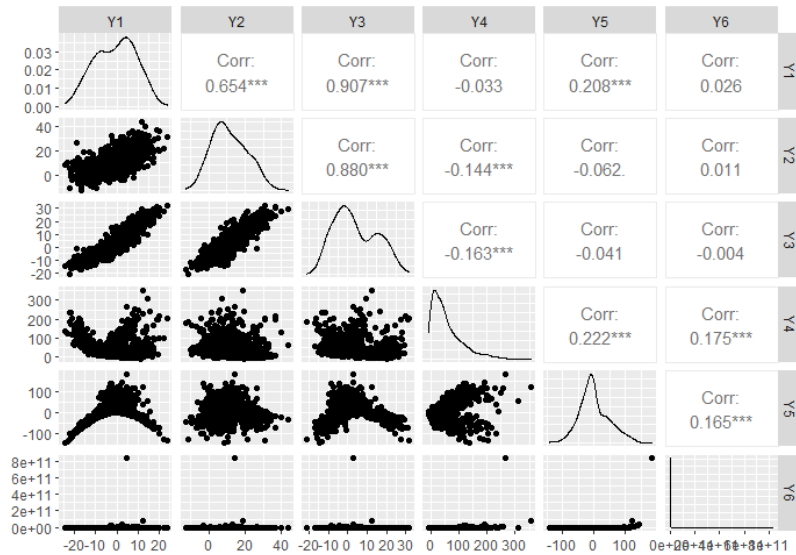 Y1 Y2 Y3 Y4 Y5 Y6
0.03
0.02
0.01
0.00
Corr:
0.654***
Corr:
0.907***
Corr:
-0.033
Corr:
0.208***
Corr:
0.026
Y1
40
20
0
Corr:
0.880***
Corr:
-0.144***
Corr:
-0.062.
Corr:
0.011
Y2
30
20
10
0
-10
-20
Corr:
-0.163***
Corr:
-0.041
Corr:
-0.004
Y3
300
200
100
0
Corr:
0.222***
Corr:
0.175***
Y4
100
0
-100
Corr:
0.165***
Y5
8e+11
6e+11
4e+11
2e+11
0e+00
Y6
-20 -10 0 10 20
0 20 40
-20 -10 0 10 20 30
0 100 200 300
-100 0 100